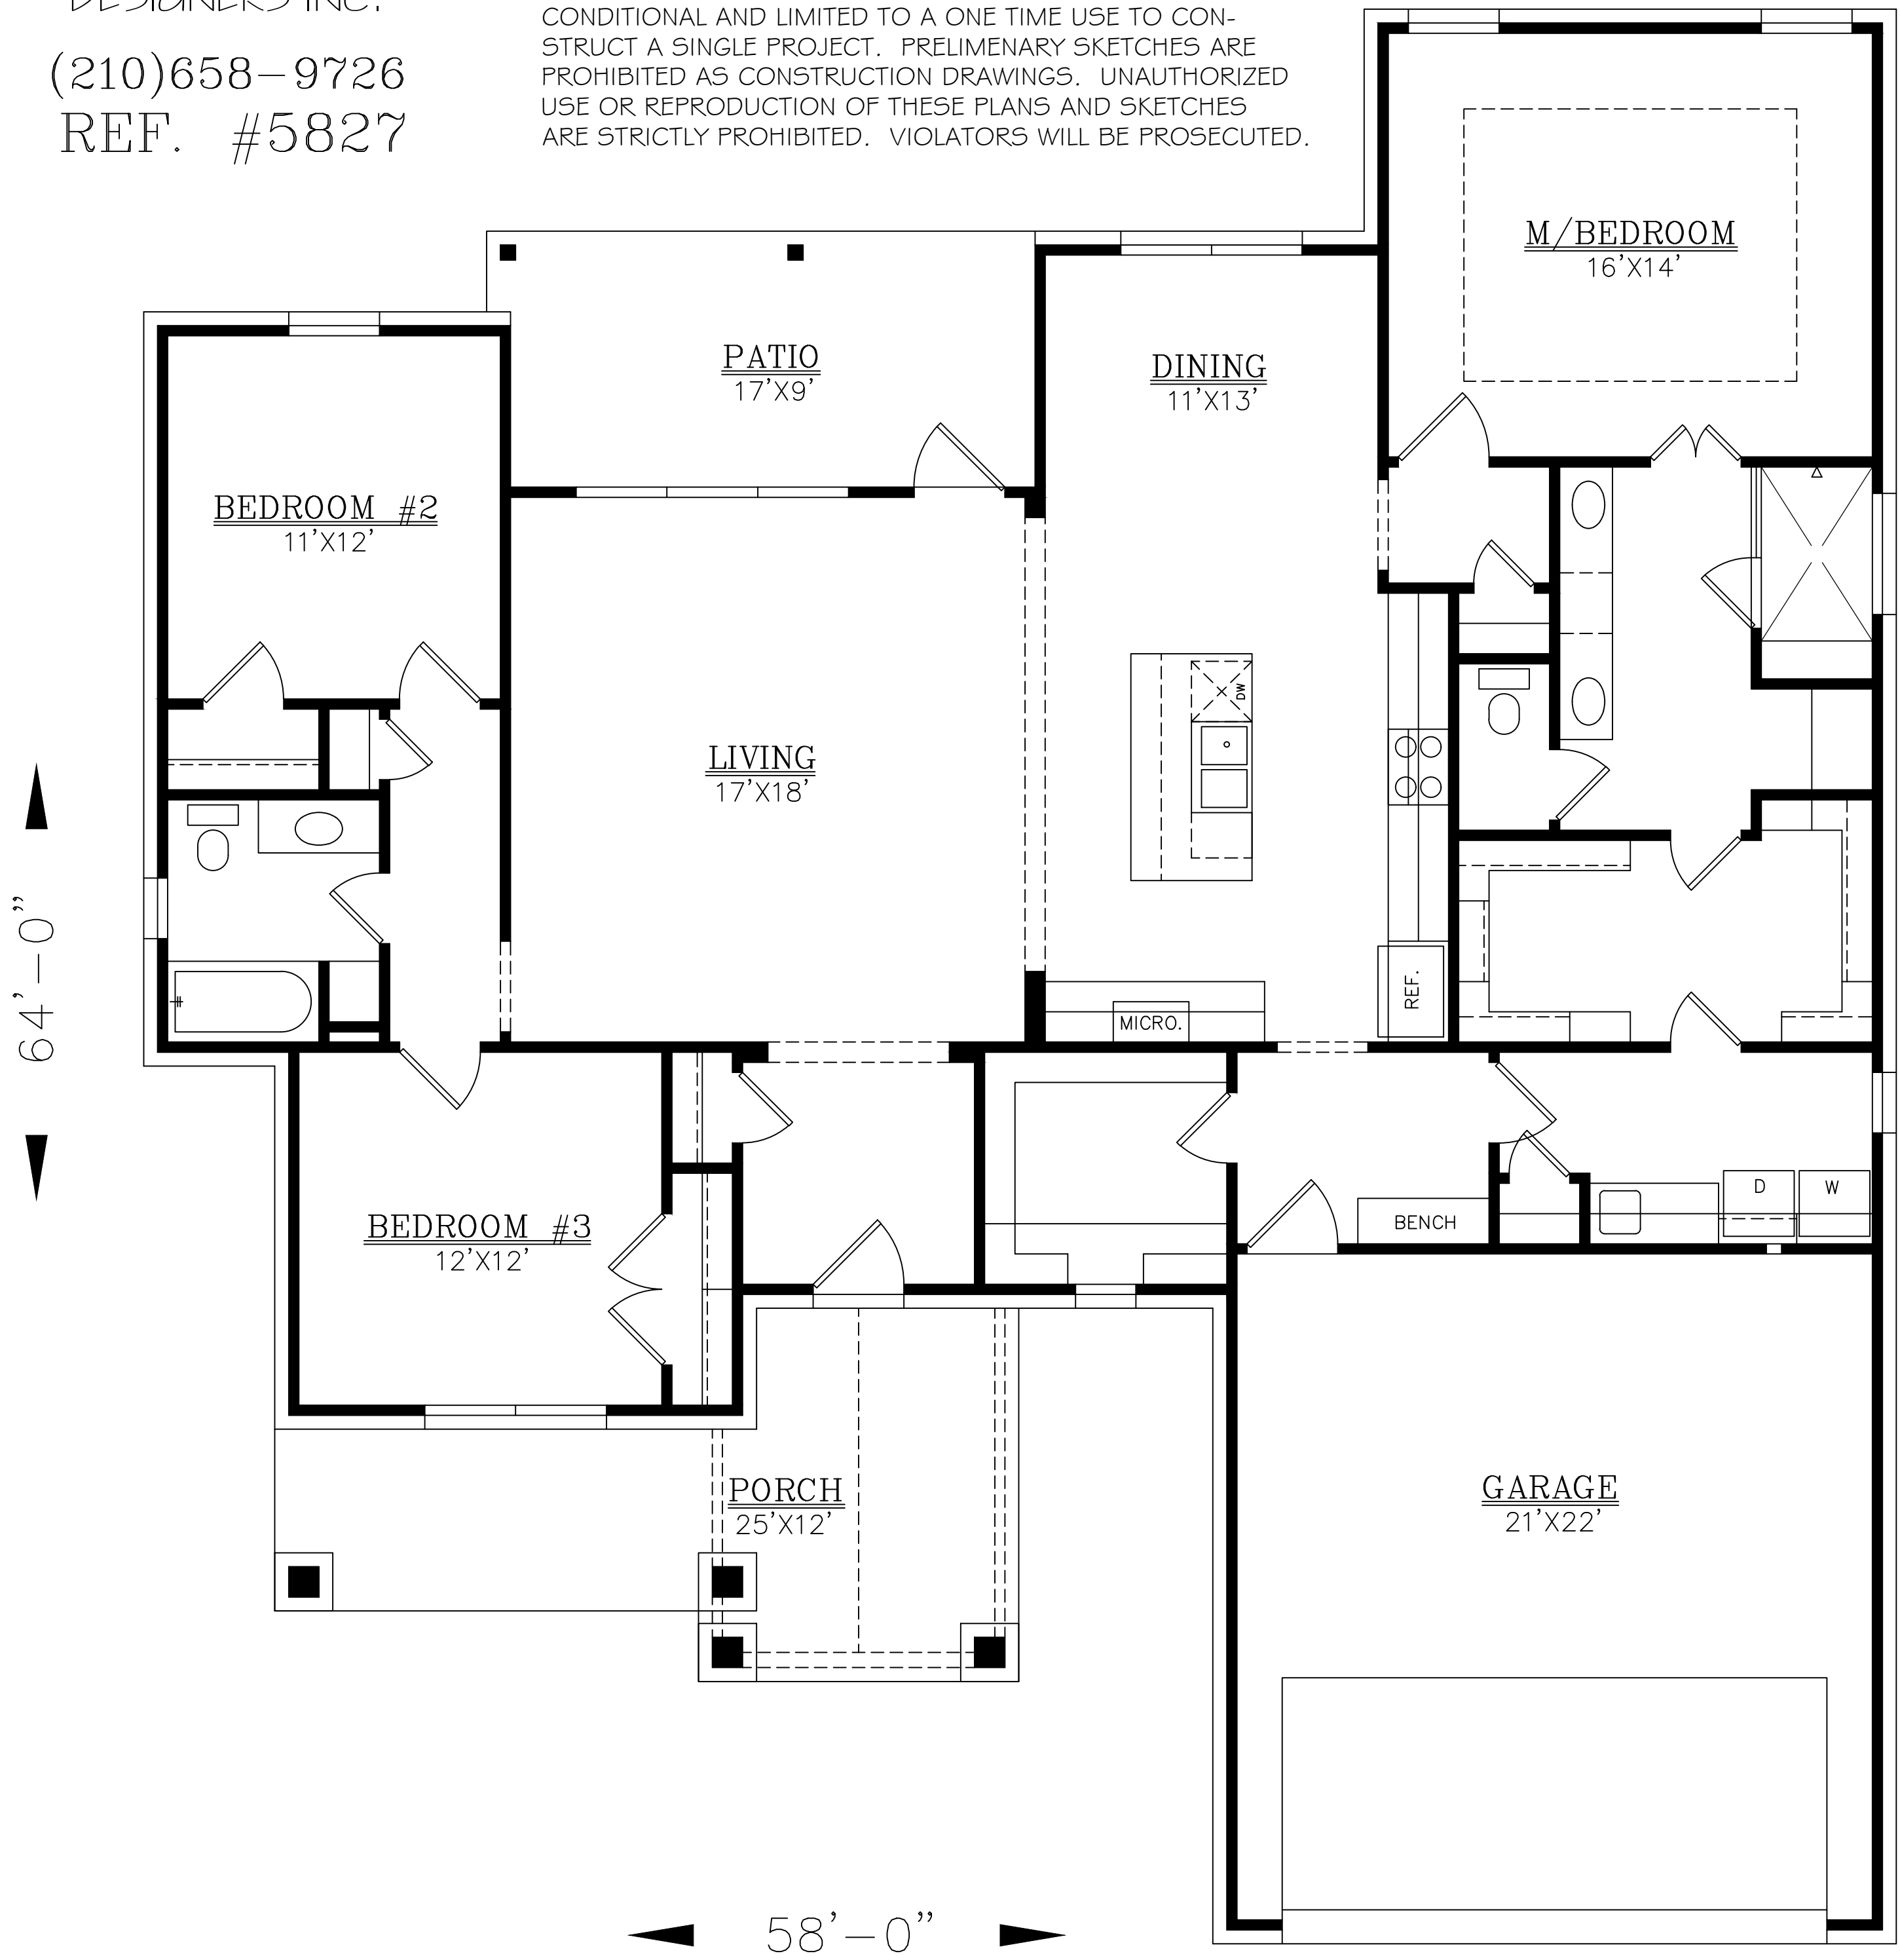 DESIGNERS INC.
(210)658-9726
REF. #5827
CONDITIONAL AND LIMITED TO A ONE TIME USE TO CON-
STRUCT A SINGLE PROJECT. PRELIMENARY SKETCHES ARE
PROHIBITED AS CONSTRUCTION DRAWINGS. UNAUTHORIZED
USE OR REPRODUCTION OF THESE PLANS AND SKETCHES
ARE STRICTLY PROHIBITED. VIOLATORS WILL BE PROSECUTED.
M/BEDROOM
16'X14'
PATIO
17'X9'
DINING
11'X13'
BEDROOM #2
11'X12'
DW
LIVING
17'X18'
64'-0"
REF.
MICRO.
BEDROOM #3
12'X12'
BENCH
D
W
PORCH
25'X12'
GARAGE
21'X22'
58'-0"